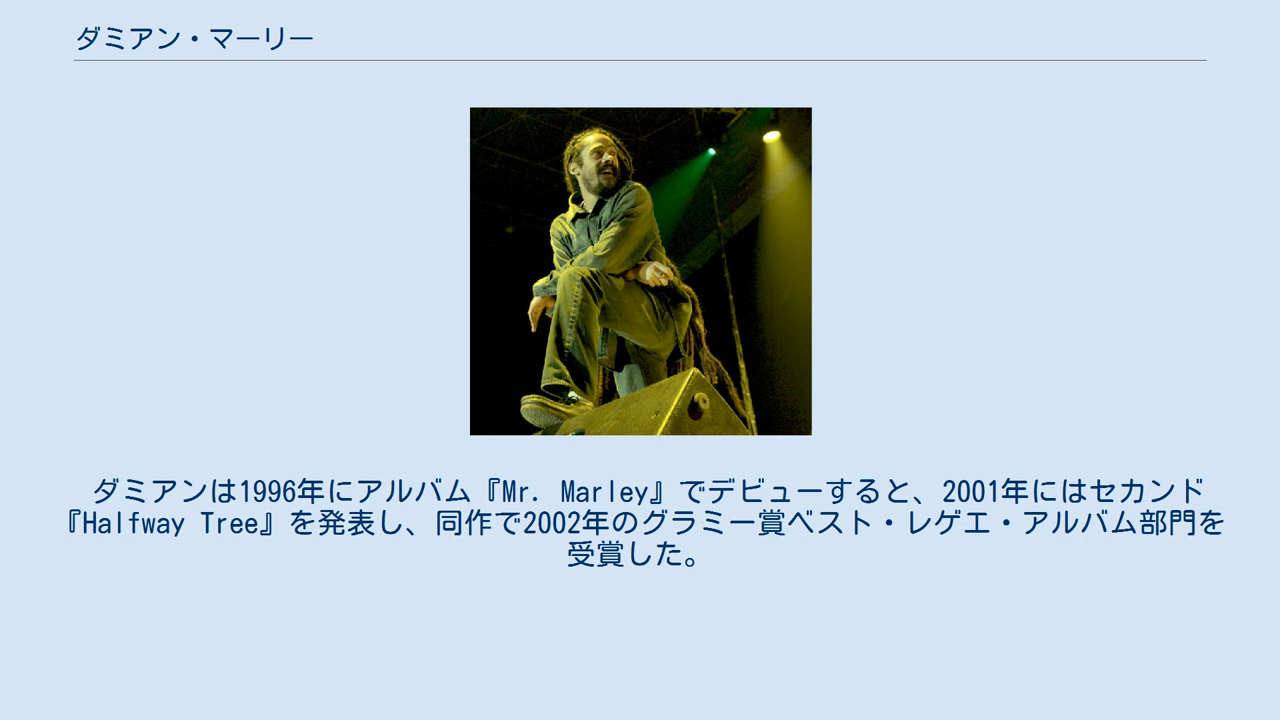 ダミアン・マーリー
ダミアンは1996年にアルバム『Mr. Marley』でデビューすると、2001年にはセカンド
『Halfway Tree』を発表し、同作で2002年のグラミー賞ベスト・レゲエ・アルバム部門を
受賞した。